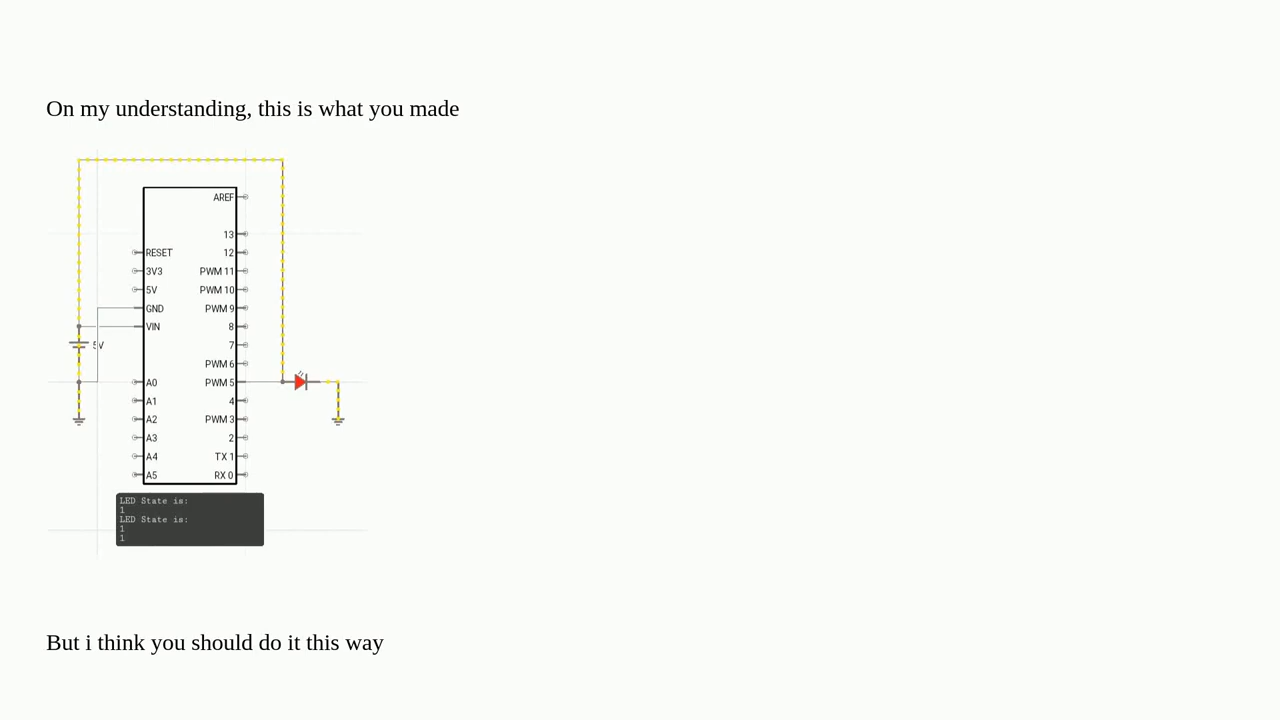 On my understanding, this is what you made
AREF
13
RESET 12
3V3 PWM 11
5V PWM 10
GND PWM 9
VIN 8
5V 7
PWM 6
A0 PWM 5
A1 4
A2 PWM 3
A3 2
A4 TX 1
A5 RX 0
LED State is:
1
LED State is:
1
1
But i think you should do it this way